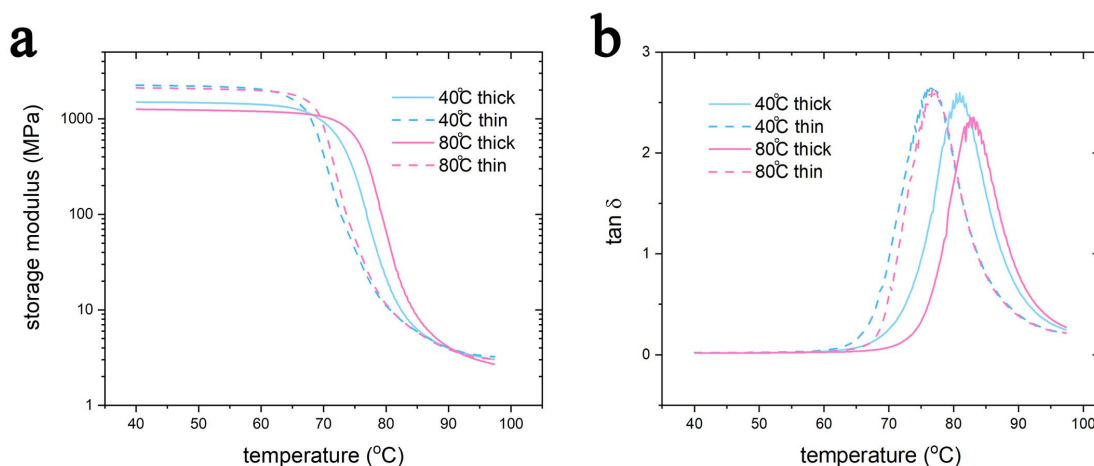 a
storage modulus (MPa)
1000
100
10
1
40
50
60
70
80
90
100
temperature (°C)
40°C thick
40°C thin
80°C thick
80°C thin
b
tan δ
3
2
1
0
40
50
60
70
80
90
100
temperature (°C)
40°C thick
40°C thin
80°C thick
80°C thin